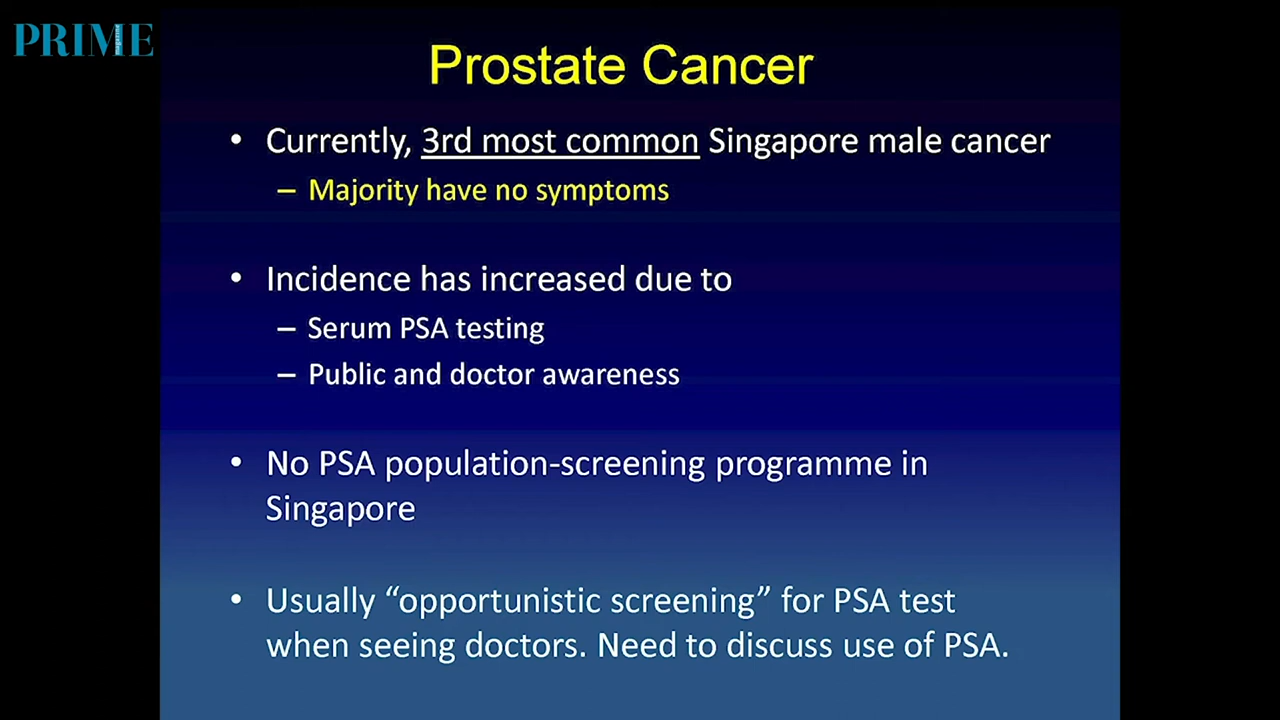 PRIME
magazine
Prostate Cancer
• Currently, 3rd most common Singapore male cancer
– Majority have no symptoms
• Incidence has increased due to
– Serum PSA testing
– Public and doctor awareness
• No PSA population-screening programme in
Singapore
• Usually “opportunistic screening” for PSA test
when seeing doctors. Need to discuss use of PSA.